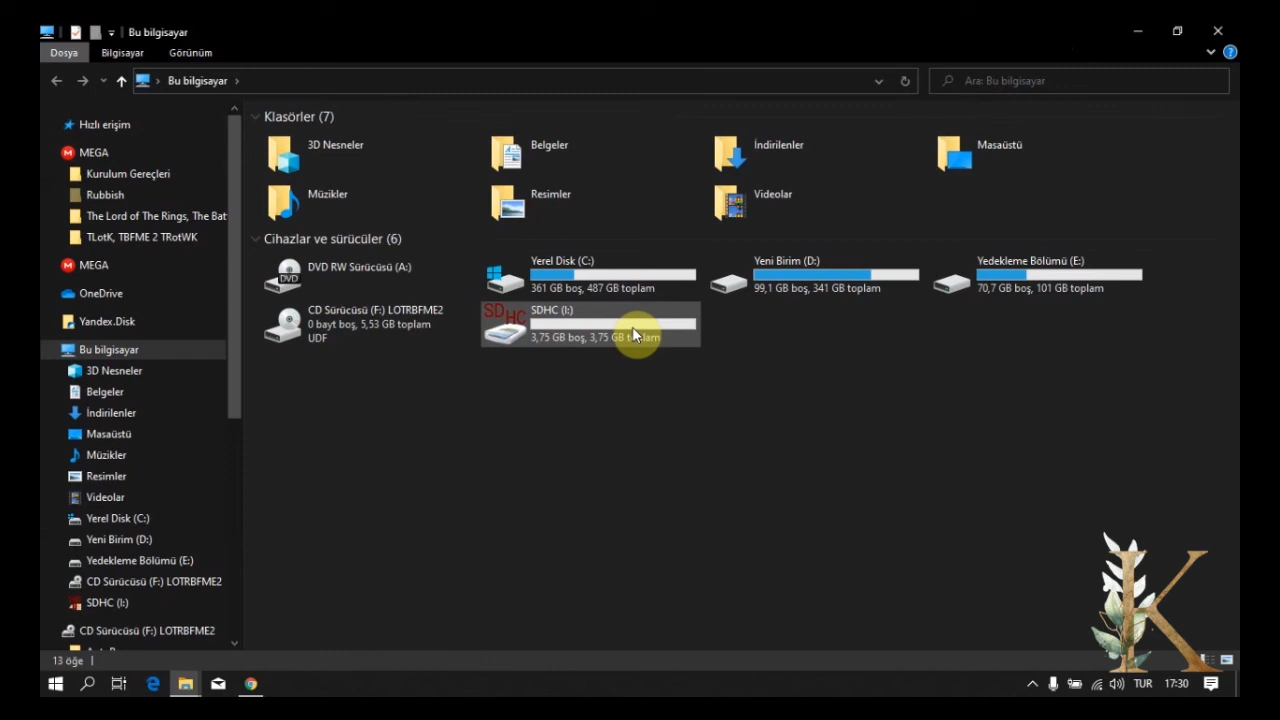 Bu bilgisayar
Dosya
Bilgisayar
Görünüm
Bu bilgisayar
Ara: Bu bilgisayar
Hızlı erişim
MEGA
Kurulum Gereçleri
Rubbish
The Lord of The Rings, The Bat
TLotK, TBFME 2 TRotWK
MEGA
OneDrive
Yandex.Disk
Bu bilgisayar
3D Nesneler
Belgeler
İndirilenler
Masaüstü
Müzikler
Resimler
Videolar
Yerel Disk (C:)
Yeni Birim (D:)
Yedekleme Bölümü (E:)
CD Sürücüsü (F:) LOTRBFME2
SDHC (I:)
CD Sürücüsü (F:) LOTRBFME2
Klasörler (7)
3D Nesneler
Belgeler
İndirilenler
Masaüstü
Müzikler
Resimler
Videolar
Cihazlar ve sürücüler (6)
DVD
DVD RW Sürücüsü (A:)
Yerel Disk (C:)
361 GB boş, 487 GB toplam
Yeni Birim (D:)
99,1 GB boş, 341 GB toplam
Yedekleme Bölümü (E:)
70,7 GB boş, 101 GB toplam
CD Sürücüsü (F:) LOTRBFME2
0 bayt boş, 5,53 GB toplam
UDF
SDHC
SDHC (I:)
3,75 GB boş, 3,75 GB toplam
K
13 öğe
TUR
17:30